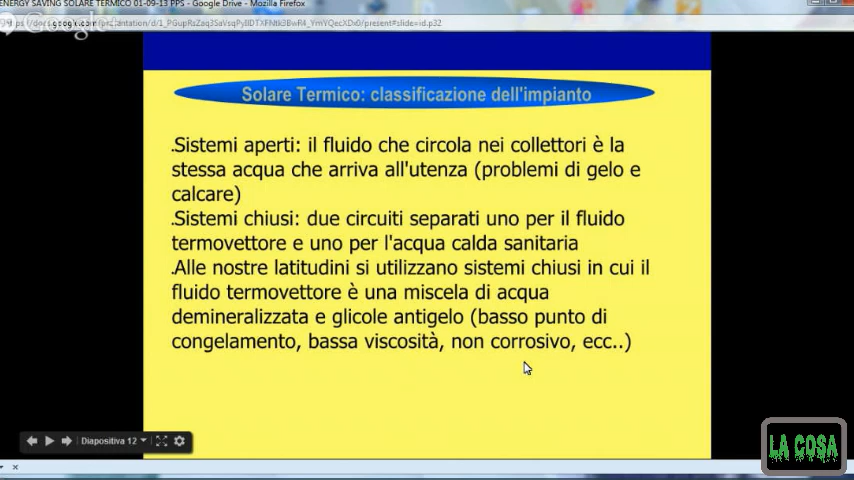 ENERGY SAVING SOLARE TERMICO 01-09-13 PPS - Google Drive - Mozilla Firefox
Google
Solare Termico: classificazione dell'impianto
.Sistemi aperti: il fluido che circola nei collettori è la
stessa acqua che arriva all'utenza (problemi di gelo e
calcare)
.Sistemi chiusi: due circuiti separati uno per il fluido
termovettore e uno per l'acqua calda sanitaria
.Alle nostre latitudini si utilizzano sistemi chiusi in cui il
fluido termovettore è una miscela di acqua
demineralizzata e glicole antigelo (basso punto di
congelamento, bassa viscosità, non corrosivo, ecc..)
Diapositiva 12
LA COSA